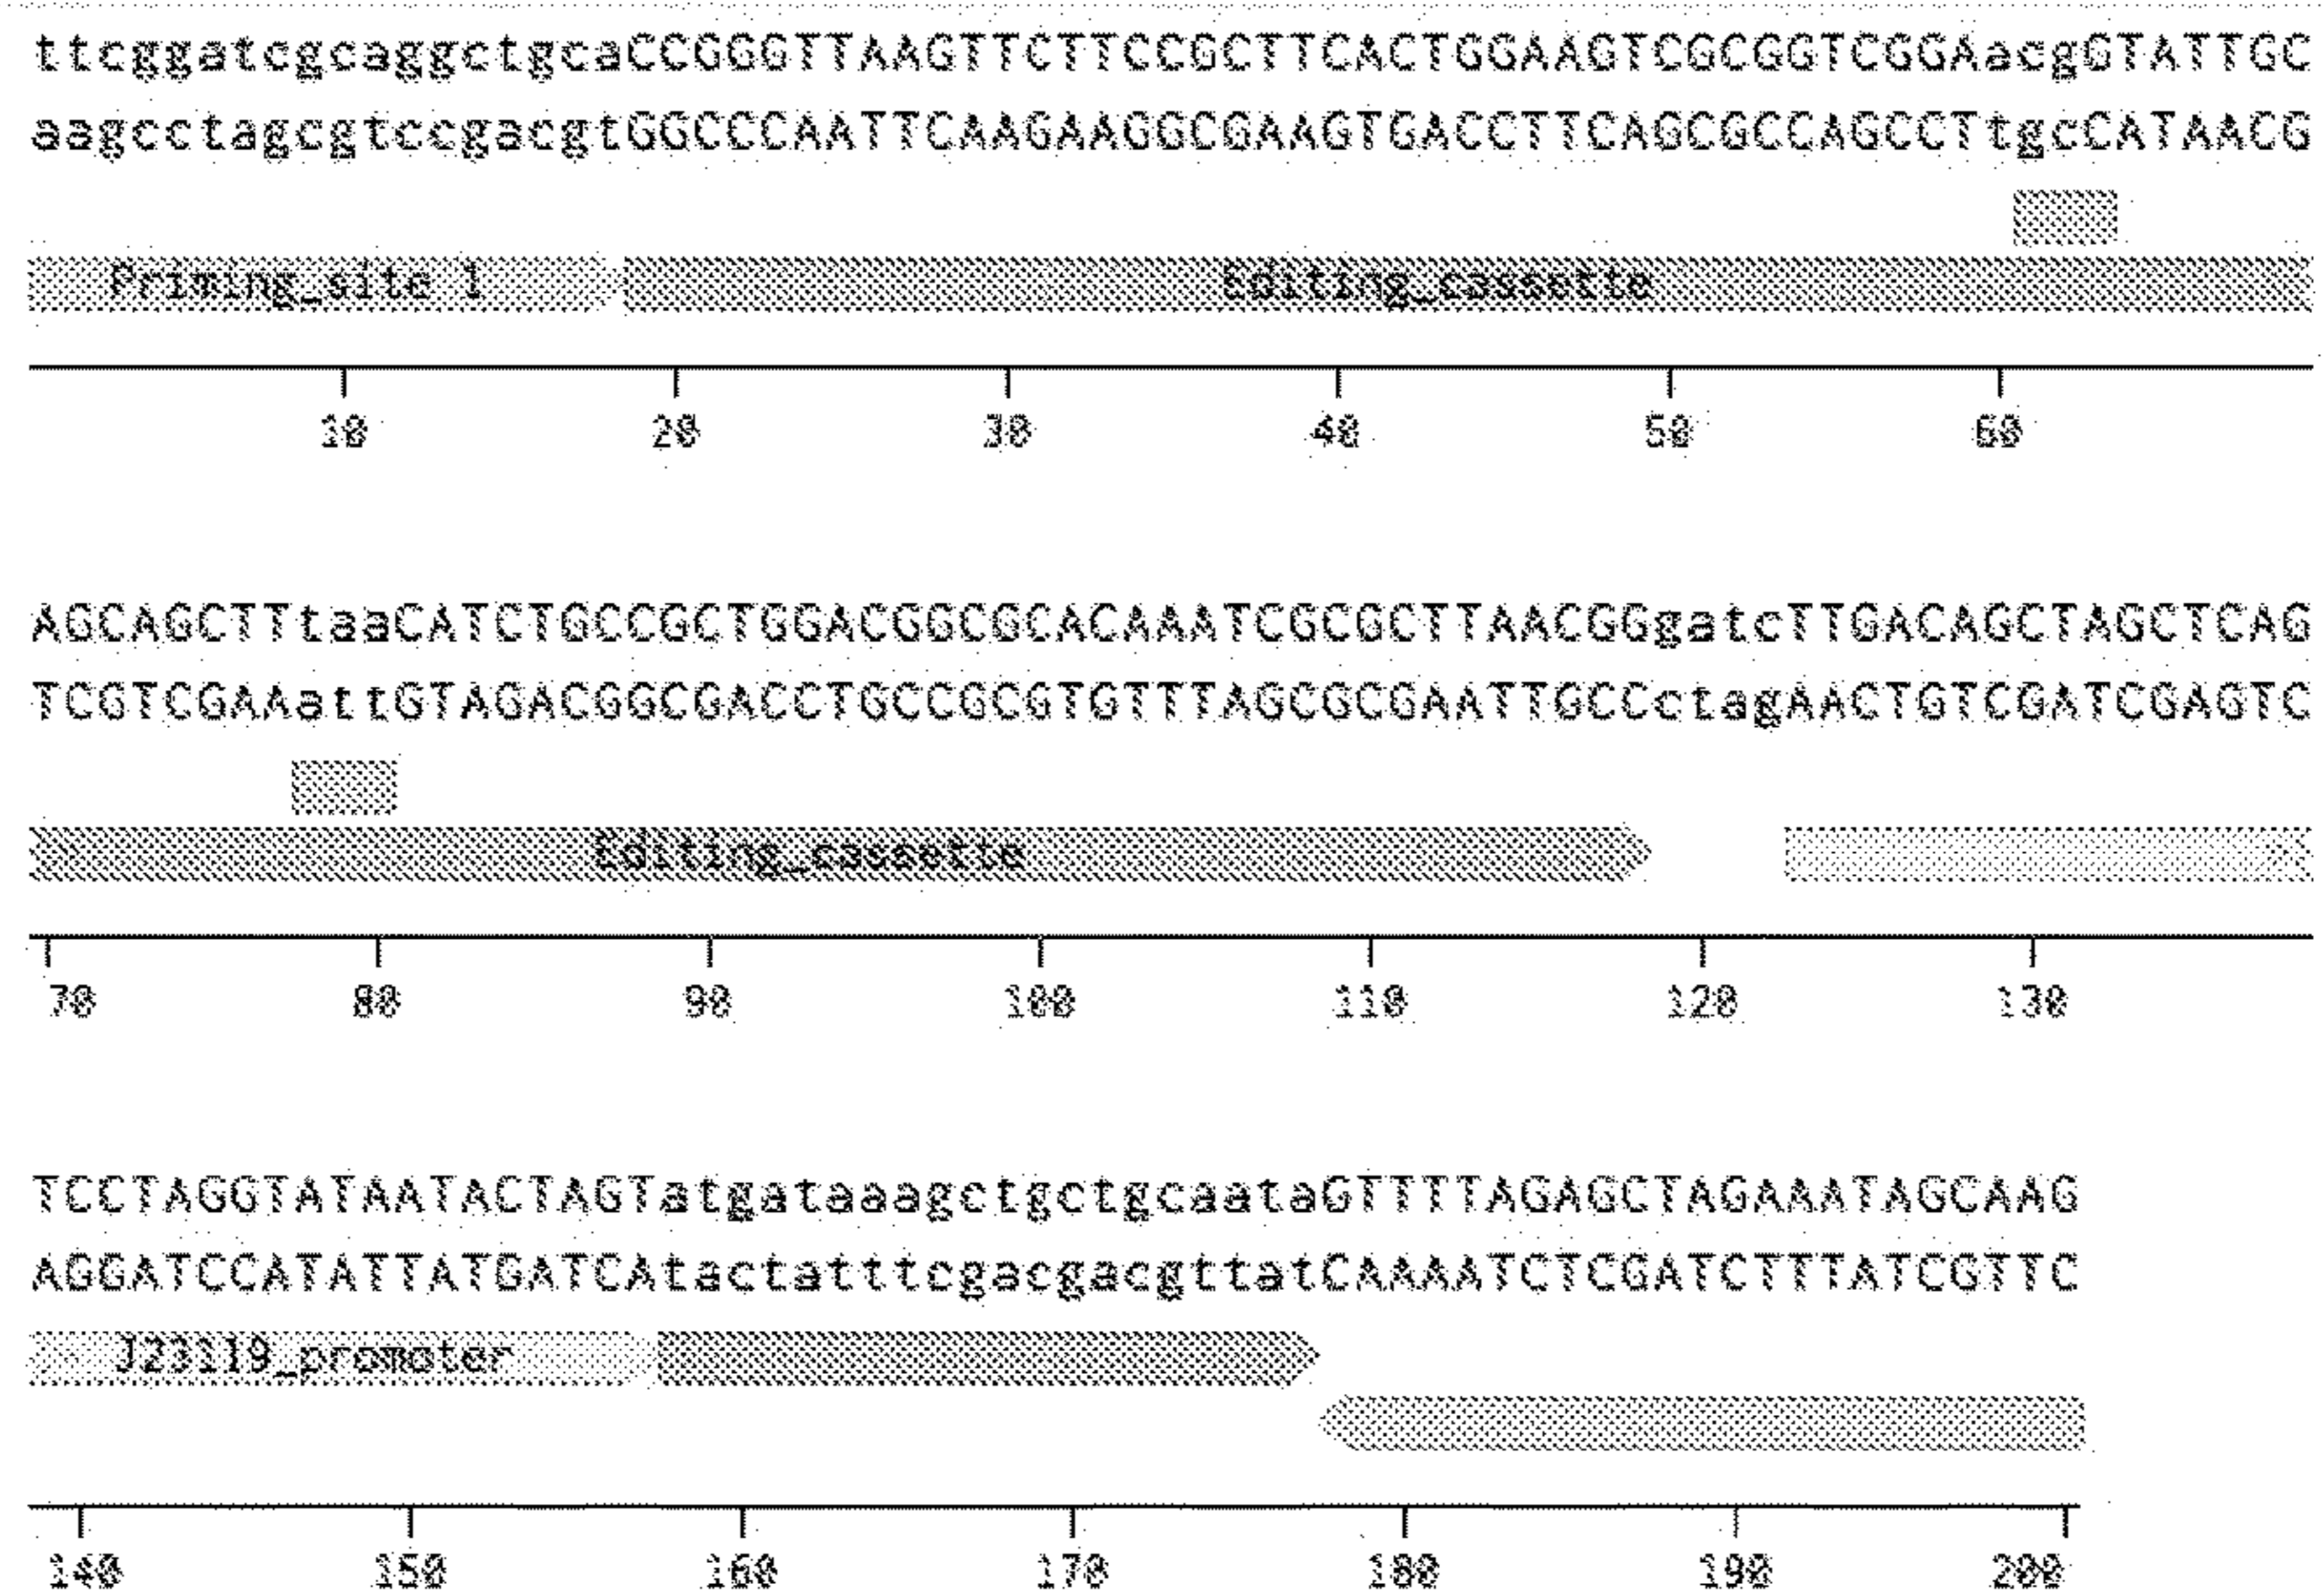 ttcggatcgcaggctgcaCCGGGTTAAGTTCTTCCGCTTCACTGGAAGTCGCGGTCGGAacgGTATTGC
aagcctagcgtccgacgtGGCCCAATTCAAGAAGGCGAAGTGACCTTCAGCGCCAGCCTtgcCATAACG
Priming_site 1 Editing_cassette
10 20 30 40 50 60
AGCAGCTTtaaCATCTGCCGCTGGACGGCGCACAAATCGCGCTTAACGGgatcTTGACAGCTAGCTCAG
TCGTCGAAattGTAGACGGCGACCTGCCGCGTGTTTAGCGCGAATTGCCctagAACTGTCGATCGAGTC
Editing_cassette
70 80 90 100 110 120 130
TCCTAGGTATAATACTAGTatgataaagctgctgcaataGTTTTAGAGCTAGAAATAGCAAG
AGGATCCATATTATGATCAtactatttcgacgacgttatCAAAATCTCGATCTTTATCGTTC
J23119_promoter
140 150 160 170 180 190 200